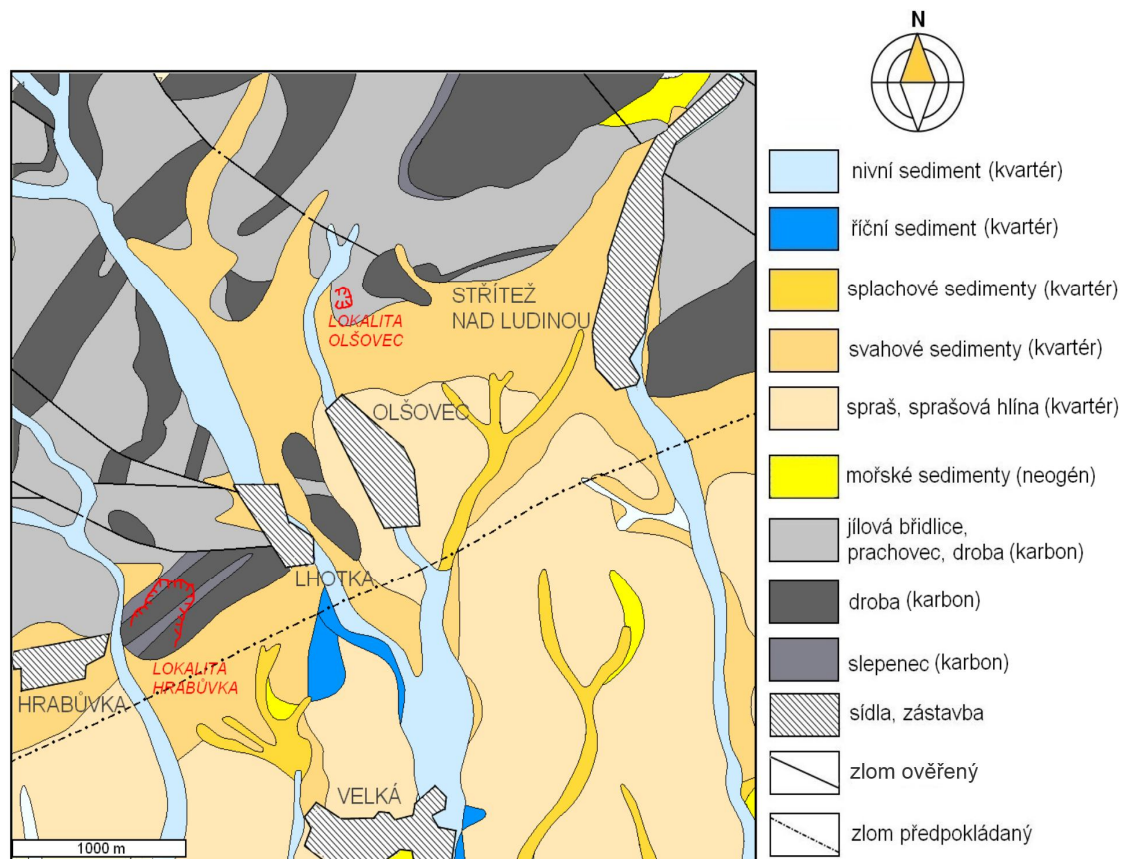 N
STŘÍTEŽ
NAD LUDINOU
LOKALITA
OLŠOVEC
OLŠOVEC
LHOTKA
LOKALITA
HRABŮVKA
HRABŮVKA
VELKÁ
1000 m
nivní sediment (kvartér)
říční sediment (kvartér)
splachové sedimenty (kvartér)
svahové sedimenty (kvartér)
spraš, sprašová hlína (kvartér)
mořské sedimenty (neogén)
jílová břidlice,
prachovec, droba (karbon)
droba (karbon)
slepenec (karbon)
sídla, zástavba
zlom ověřený
zlom předpokládaný